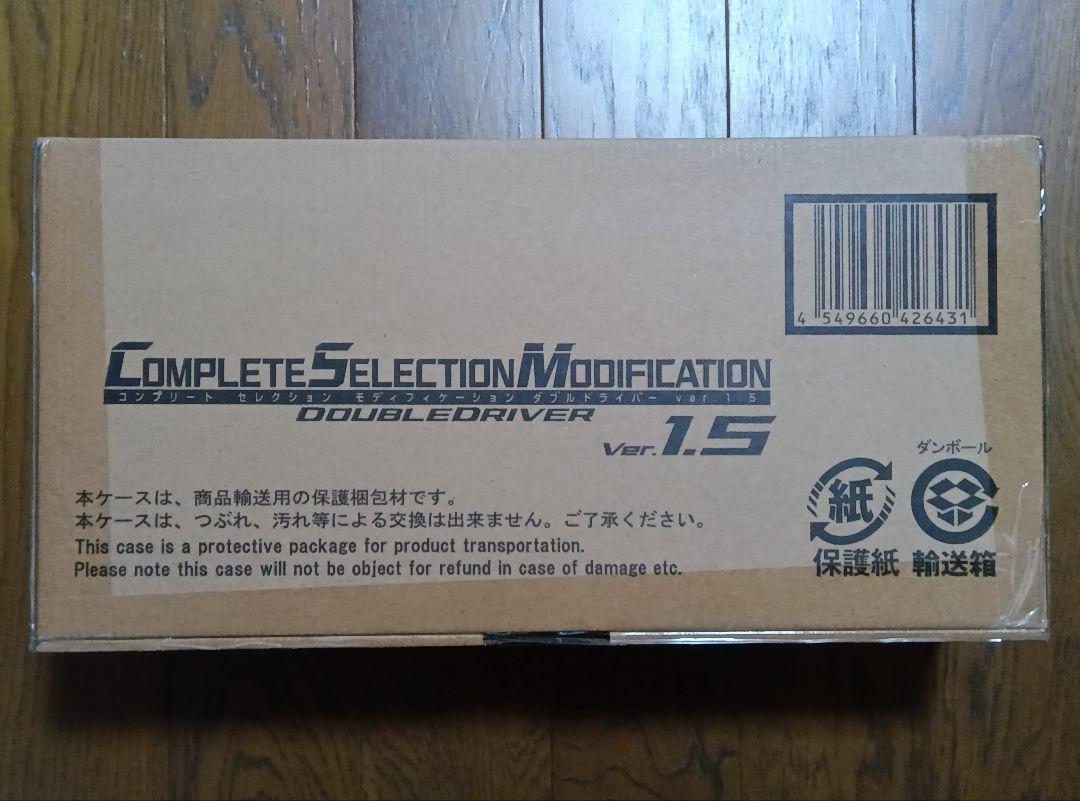 4 549660 426431
COMPLETE SELECTION MODIFICATION
コンプリート セレクション モディフィケーション ダブルドライバー ver 1.5
DOUBLEDRIVER
Ver. 1.5
本ケースは、商品輸送用の保護梱包材です。
本ケースは、つぶれ、汚れ等による交換は出来ません。ご了承ください。
This case is a protective package for product transportation.
Please note this case will not be object for refund in case of damage etc.
ダンボール
紙
保護紙 輸送箱